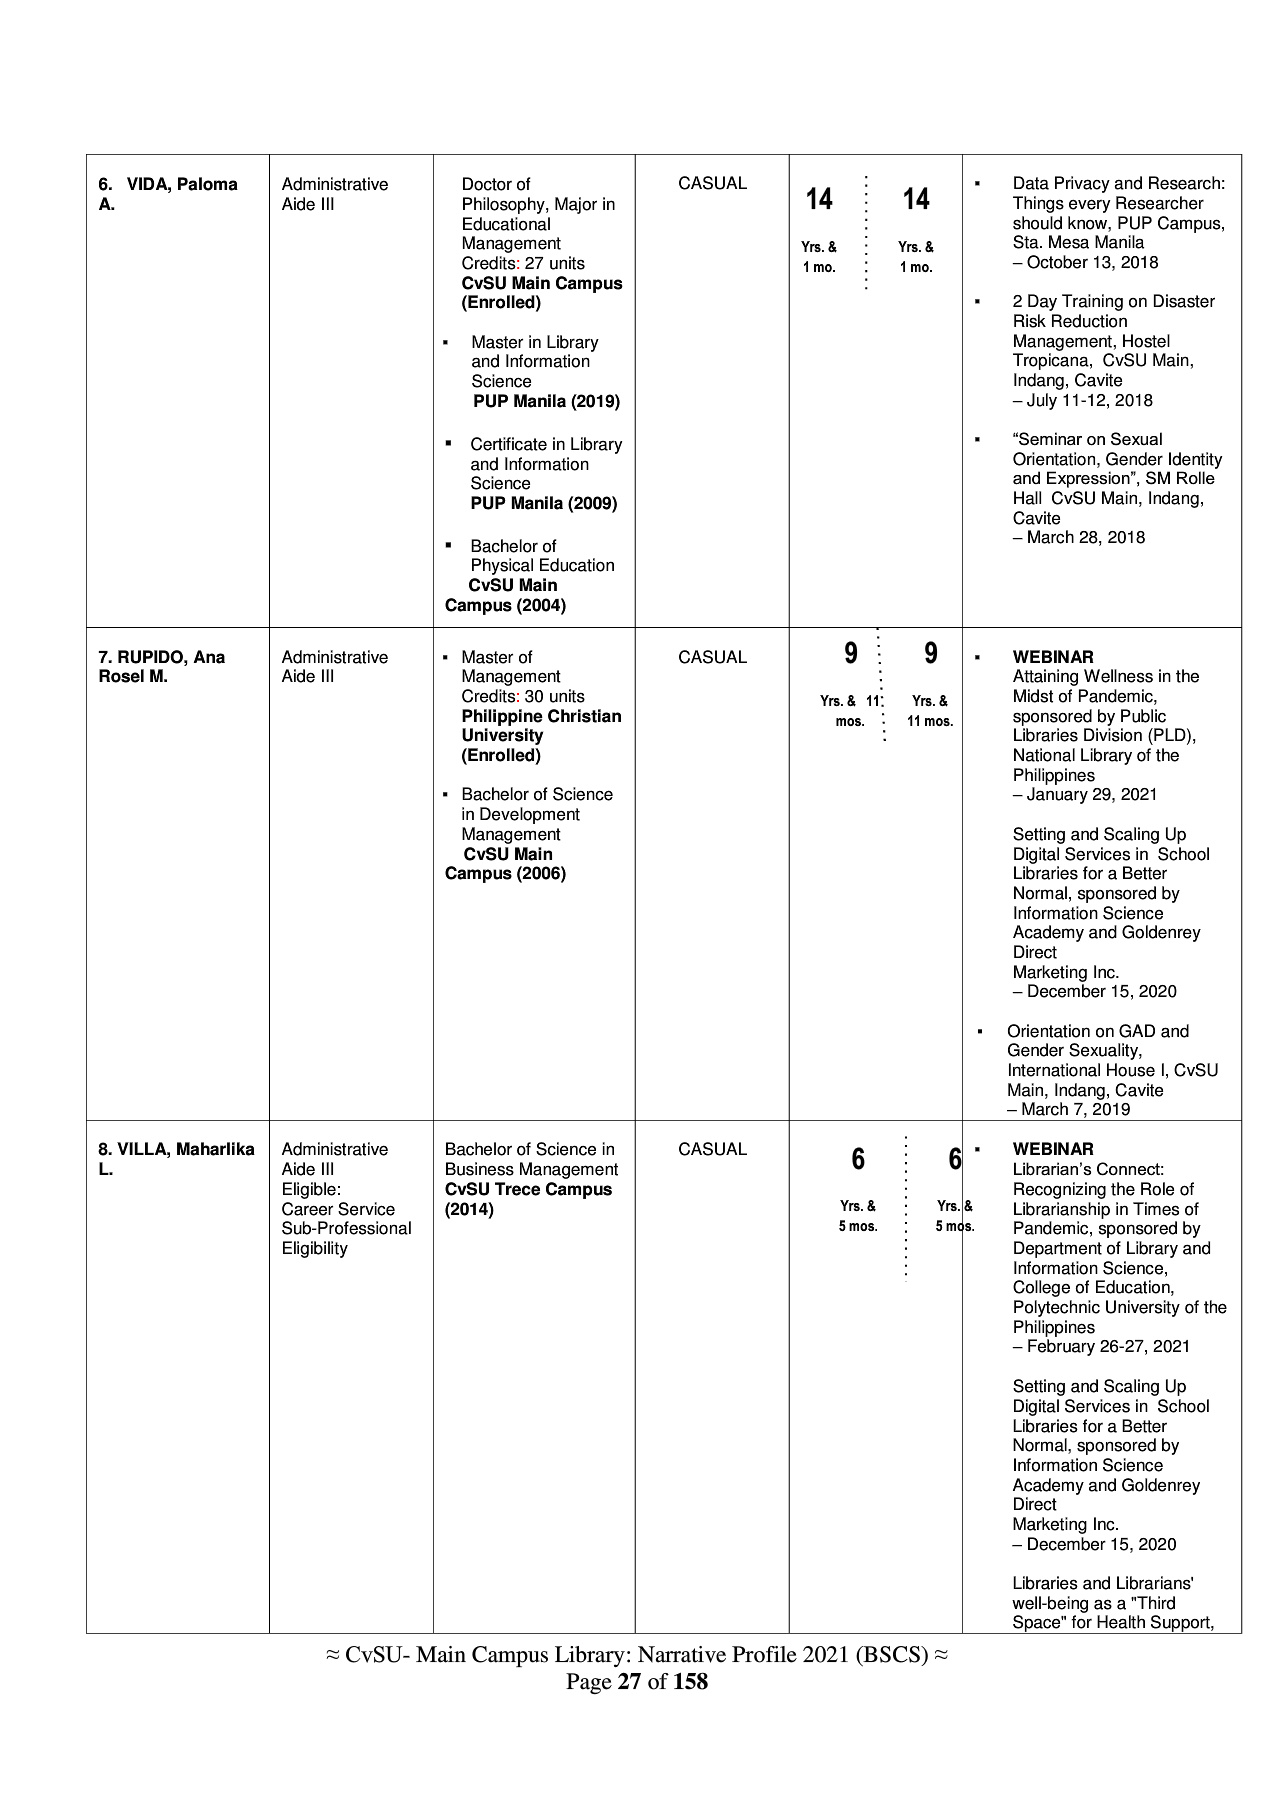 6. VIDA, Paloma
A.
Administrative
Aide III
Doctor of
Philosophy, Major in
Educational
Management
Credits: 27 units
CvSU Main Campus
(Enrolled)
▪ Master in Library
and Information
Science
PUP Manila (2019)
▪ Certificate in Library
and Information
Science
PUP Manila (2009)
▪ Bachelor of
Physical Education
CvSU Main
Campus (2004)
CASUAL
14
Yrs. &
1 mo.
14
Yrs. &
1 mo.
▪ Data Privacy and Research:
Things every Researcher
should know, PUP Campus,
Sta. Mesa Manila
– October 13, 2018
▪ 2 Day Training on Disaster
Risk Reduction
Management, Hostel
Tropicana, CvSU Main,
Indang, Cavite
– July 11-12, 2018
▪ “Seminar on Sexual
Orientation, Gender Identity
and Expression”, SM Rolle
Hall CvSU Main, Indang,
Cavite
– March 28, 2018
7. RUPIDO, Ana
Rosel M.
Administrative
Aide III
▪ Master of
Management
Credits: 30 units
Philippine Christian
University
(Enrolled)
▪ Bachelor of Science
in Development
Management
CvSU Main
Campus (2006)
CASUAL
9
Yrs. & 11
mos.
9
Yrs. &
11 mos.
▪ WEBINAR
Attaining Wellness in the
Midst of Pandemic,
sponsored by Public
Libraries Division (PLD),
National Library of the
Philippines
– January 29, 2021
Setting and Scaling Up
Digital Services in School
Libraries for a Better
Normal, sponsored by
Information Science
Academy and Goldenrey
Direct
Marketing Inc.
– December 15, 2020
▪ Orientation on GAD and
Gender Sexuality,
International House I, CvSU
Main, Indang, Cavite
– March 7, 2019
8. VILLA, Maharlika
L.
Administrative
Aide III
Eligible:
Career Service
Sub-Professional
Eligibility
Bachelor of Science in
Business Management
CvSU Trece Campus
(2014)
CASUAL
6
Yrs. &
5 mos.
6
Yrs. &
5 mos.
▪ WEBINAR
Librarian’s Connect:
Recognizing the Role of
Librarianship in Times of
Pandemic, sponsored by
Department of Library and
Information Science,
College of Education,
Polytechnic University of the
Philippines
– February 26-27, 2021
Setting and Scaling Up
Digital Services in School
Libraries for a Better
Normal, sponsored by
Information Science
Academy and Goldenrey
Direct
Marketing Inc.
– December 15, 2020
Libraries and Librarians'
well-being as a "Third
Space" for Health Support,
≈ CvSU- Main Campus Library: Narrative Profile 2021 (BSCS) ≈
Page 27 of 158